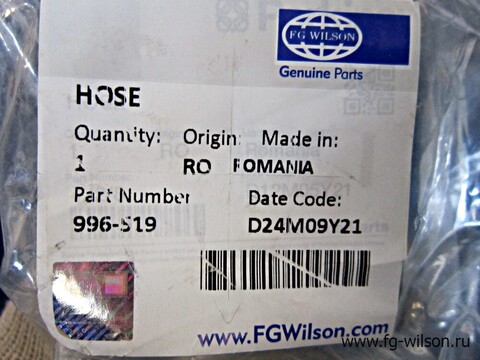 FG WILSON
Genuine Parts
HOSE
Quantity: Origin: Made in:
1 RO ROMANIA
Part Number Date Code:
996-519 D24M09Y21
www.FGWilson.com
www.fg-wilson.ru